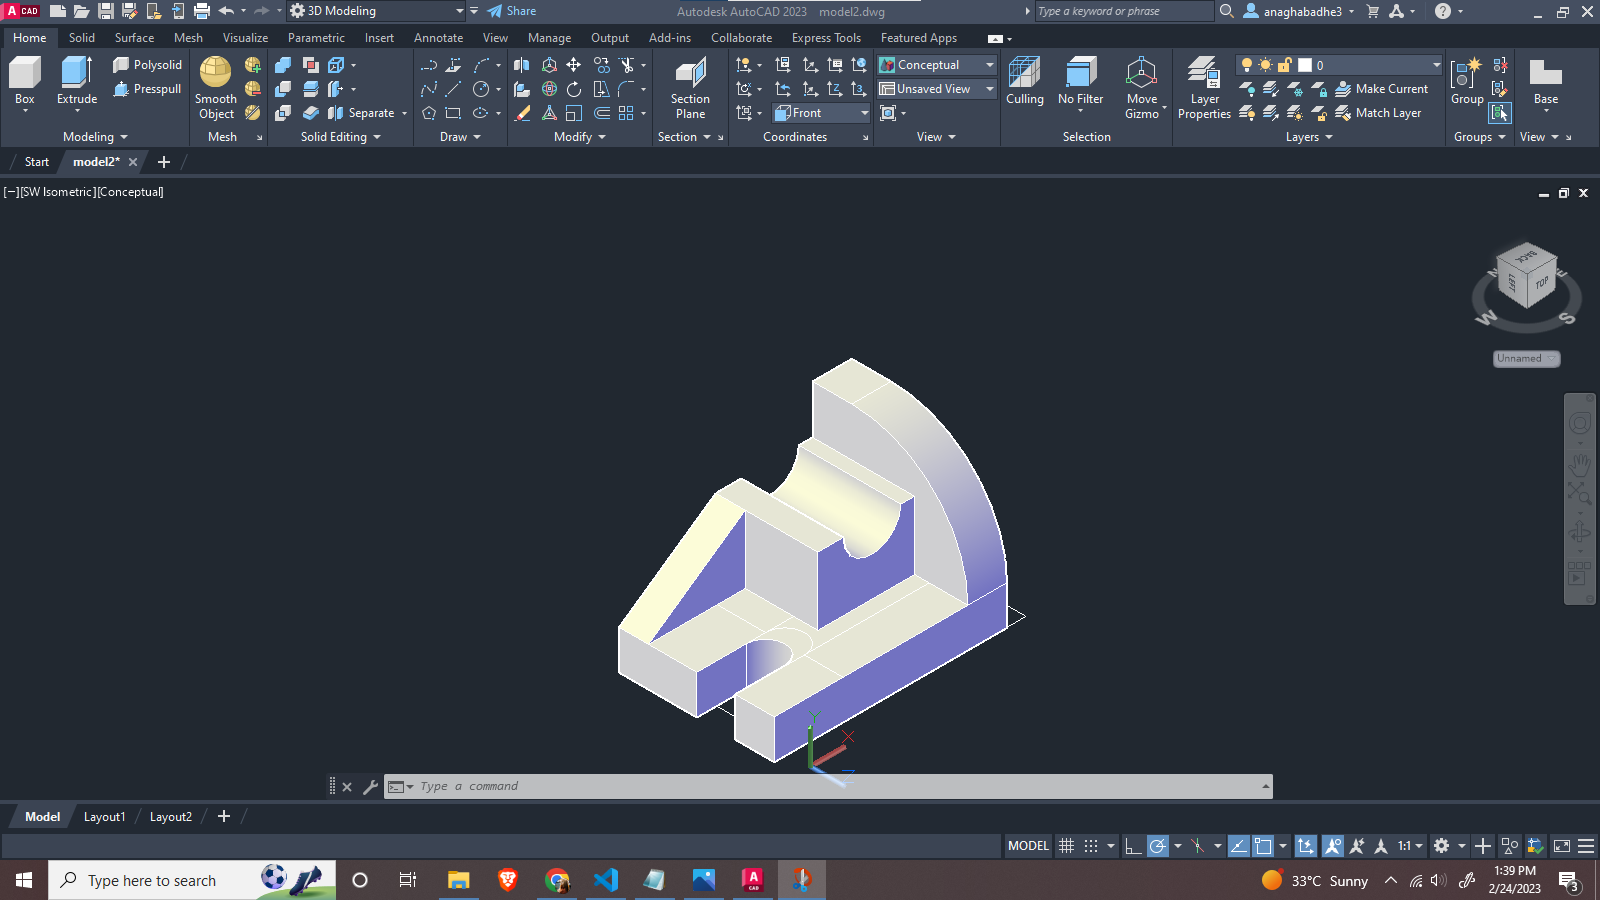 A CAD 3D Modeling Share Autodesk AutoCAD 2023 model2.dwg Type a keyword or phrase anaghabadhe3
Home Solid Surface Mesh Visualize Parametric Insert Annotate View Manage Output Add-ins Collaborate Express Tools Featured Apps
Polysolid Conceptual 0
Presspull Unsaved View Make Current
Box Extrude Smooth Object Section Plane Culling No Filter Move Gizmo Layer Properties Group Base
Separate Front Match Layer
Modeling Mesh Solid Editing Draw Modify Section Coordinates View Selection Layers Groups View
Start model2*
[−][SW Isometric][Conceptual]
BACK
LEFT TOP
N E
W S
Unnamed
Y
X
Z
Type a command
Model Layout1 Layout2
MODEL 1:1
Type here to search A CAD 33°C Sunny 1:39 PM
2/24/2023 3